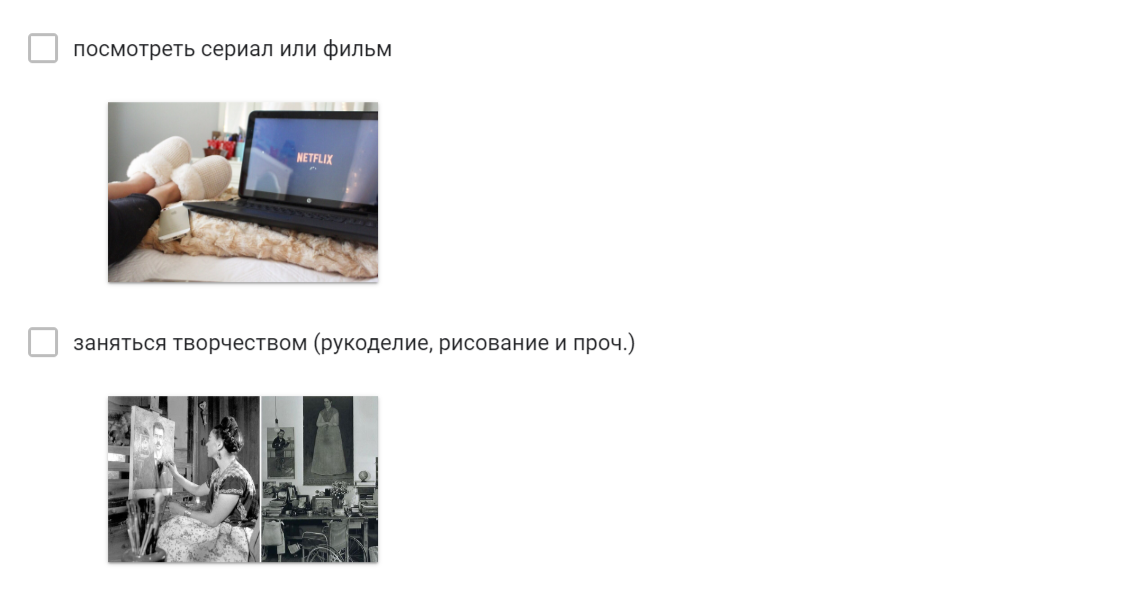 посмотреть сериал или фильм
NETFLIX
заняться творчеством (рукоделие, рисование и проч.)